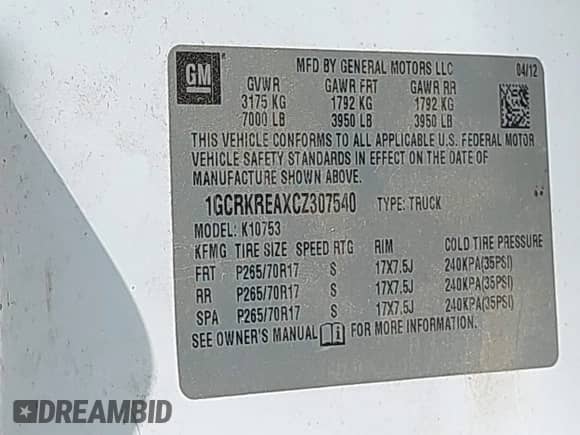 GM
MFD BY GENERAL MOTORS LLC 04/12
GVWR GAWR FRT GAWR RR
3175 KG 1792 KG 1792 KG
7000 LB 3950 LB 3950 LB
THIS VEHICLE CONFORMS TO ALL APPLICABLE U.S. FEDERAL MOTOR
VEHICLE SAFETY STANDARDS IN EFFECT ON THE DATE OF
MANUFACTURE SHOWN ABOVE.
1GCRKREAXCZ307540 TYPE: TRUCK
MODEL: K10753
KFMG TIRE SIZE SPEED RTG RIM COLD TIRE PRESSURE
FRT P265/70R17 S 17X7.5J 240KPA(35PSI)
RR P265/70R17 S 17X7.5J 240KPA(35PSI)
SPA P265/70R17 S 17X7.5J 240KPA(35PSI)
SEE OWNER'S MANUAL FOR MORE INFORMATION.
DREAMBID